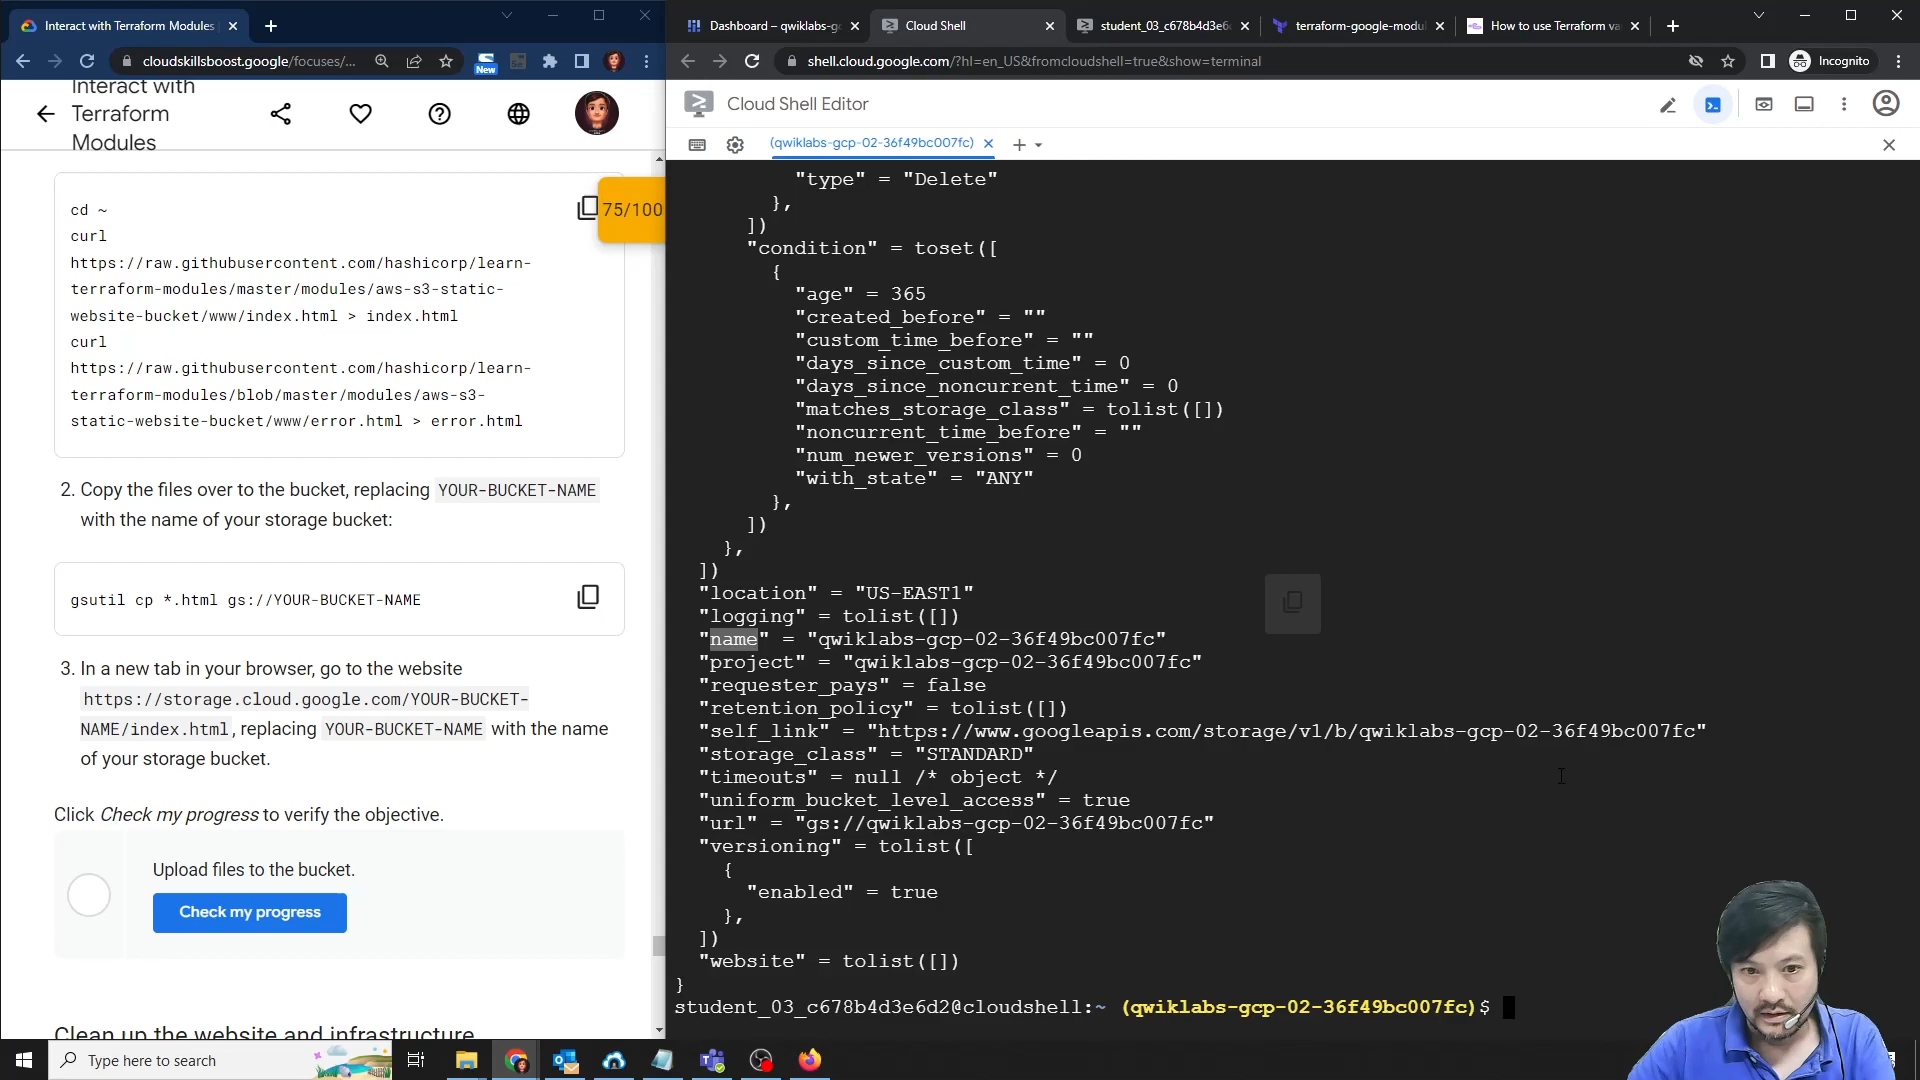 Interact with Terraform Modules
Dashboard – qwiklabs-gc
Cloud Shell
student_03_c678b4d3e6
terraform-google-modul
How to use Terraform va
cloudskillsboost.google/focuses/...
New
shell.cloud.google.com/?hl=en_US&fromcloudshell=true&show=terminal
Incognito
Interact with
Terraform
Modules
Cloud Shell Editor
(qwiklabs-gcp-02-36f49bc007fc)
75/100
cd ~
curl
https://raw.githubusercontent.com/hashicorp/learn-
terraform-modules/master/modules/aws-s3-static-
website-bucket/www/index.html > index.html
curl
https://raw.githubusercontent.com/hashicorp/learn-
terraform-modules/blob/master/modules/aws-s3-
static-website-bucket/www/error.html > error.html
2. Copy the files over to the bucket, replacing YOUR-BUCKET-NAME
with the name of your storage bucket:
gsutil cp *.html gs://YOUR-BUCKET-NAME
3. In a new tab in your browser, go to the website
https://storage.cloud.google.com/YOUR-BUCKET-
NAME/index.html, replacing YOUR-BUCKET-NAME with the name
of your storage bucket.
Click Check my progress to verify the objective.
Upload files to the bucket.
Check my progress
Clean up the website and infrastructure
"type" = "Delete"
},
])
"condition" = toset([
{
"age" = 365
"created_before" = ""
"custom_time_before" = ""
"days_since_custom_time" = 0
"days_since_noncurrent_time" = 0
"matches_storage_class" = tolist([])
"noncurrent_time_before" = ""
"num_newer_versions" = 0
"with_state" = "ANY"
},
])
},
])
"location" = "US-EAST1"
"logging" = tolist([])
"name" = "qwiklabs-gcp-02-36f49bc007fc"
"project" = "qwiklabs-gcp-02-36f49bc007fc"
"requester_pays" = false
"retention_policy" = tolist([])
"self_link" = "https://www.googleapis.com/storage/v1/b/qwiklabs-gcp-02-36f49bc007fc"
"storage_class" = "STANDARD"
"timeouts" = null /* object */
"uniform_bucket_level_access" = true
"url" = "gs://qwiklabs-gcp-02-36f49bc007fc"
"versioning" = tolist([
{
"enabled" = true
},
])
"website" = tolist([])
}
student_03_c678b4d3e6d2@cloudshell:~ (qwiklabs-gcp-02-36f49bc007fc)$
Type here to search